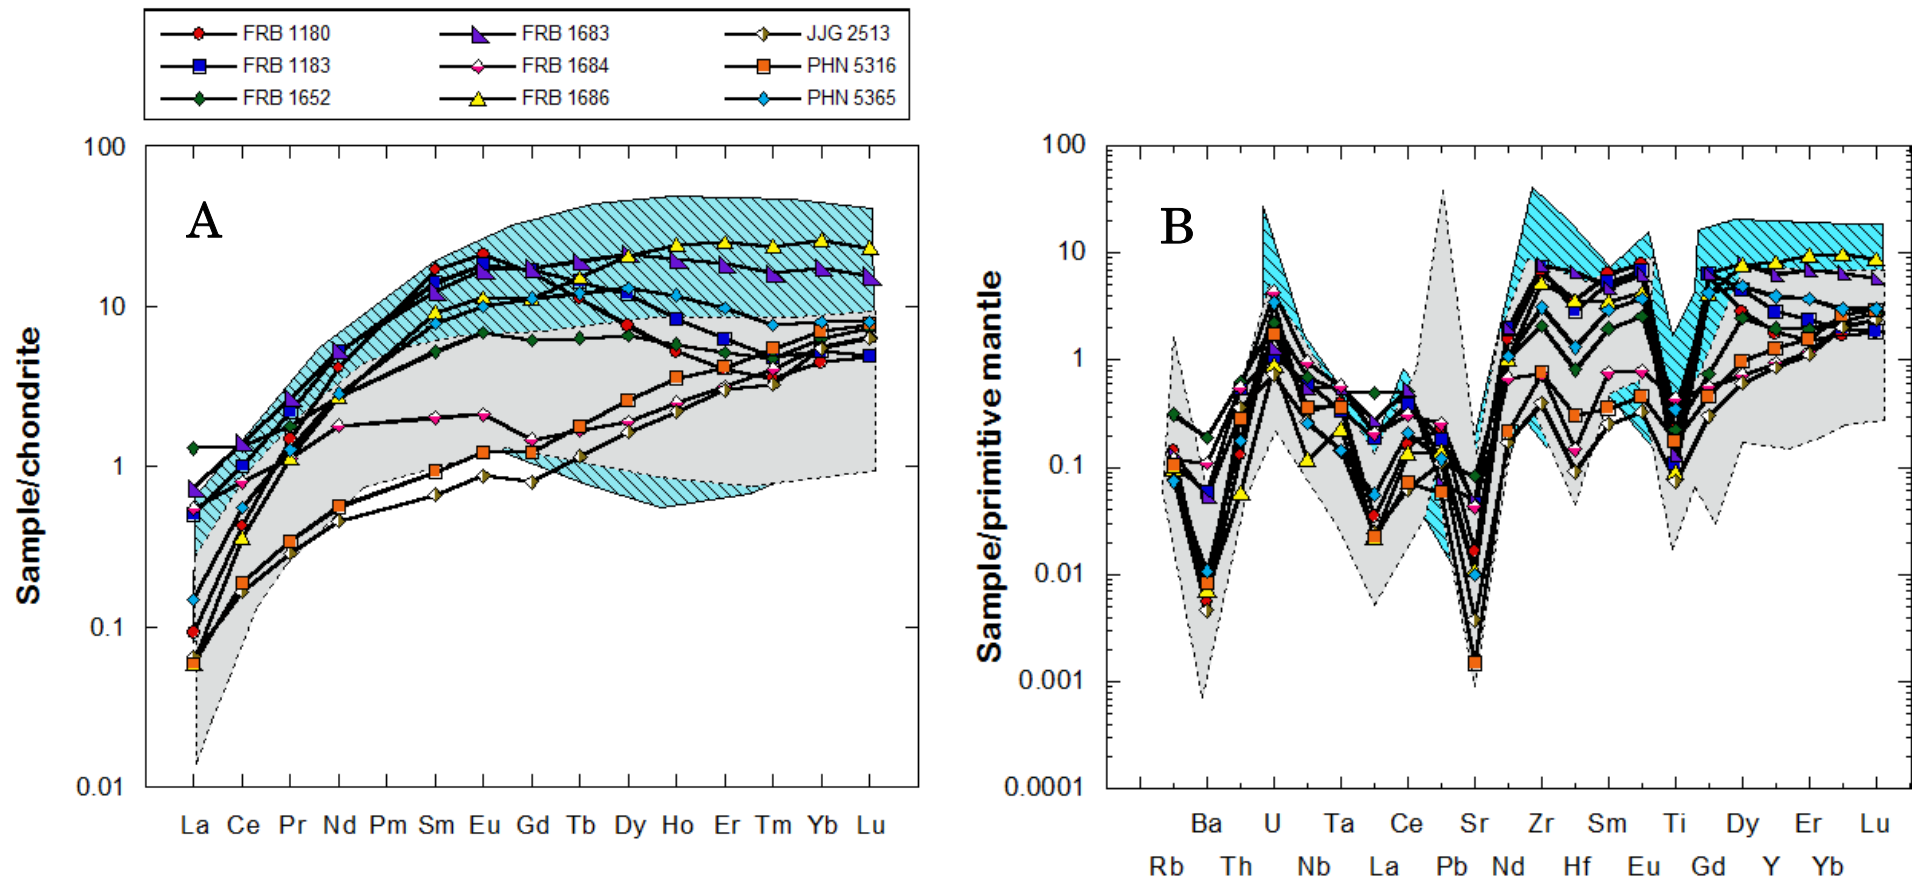 FRB 1180 FRB 1683 JJG 2513
FRB 1183 FRB 1684 PHN 5316
FRB 1652 FRB 1686 PHN 5365
A
Sample/chondrite
100
10
1
0.1
0.01
La Ce Pr Nd Pm Sm Eu Gd Tb Dy Ho Er Tm Yb Lu
B
Sample/primitive mantle
100
10
1
0.1
0.01
0.001
0.0001
Ba U Ta Ce Sr Zr Sm Ti Dy Er Lu
Rb Th Nb La Pb Nd Hf Eu Gd Y Yb